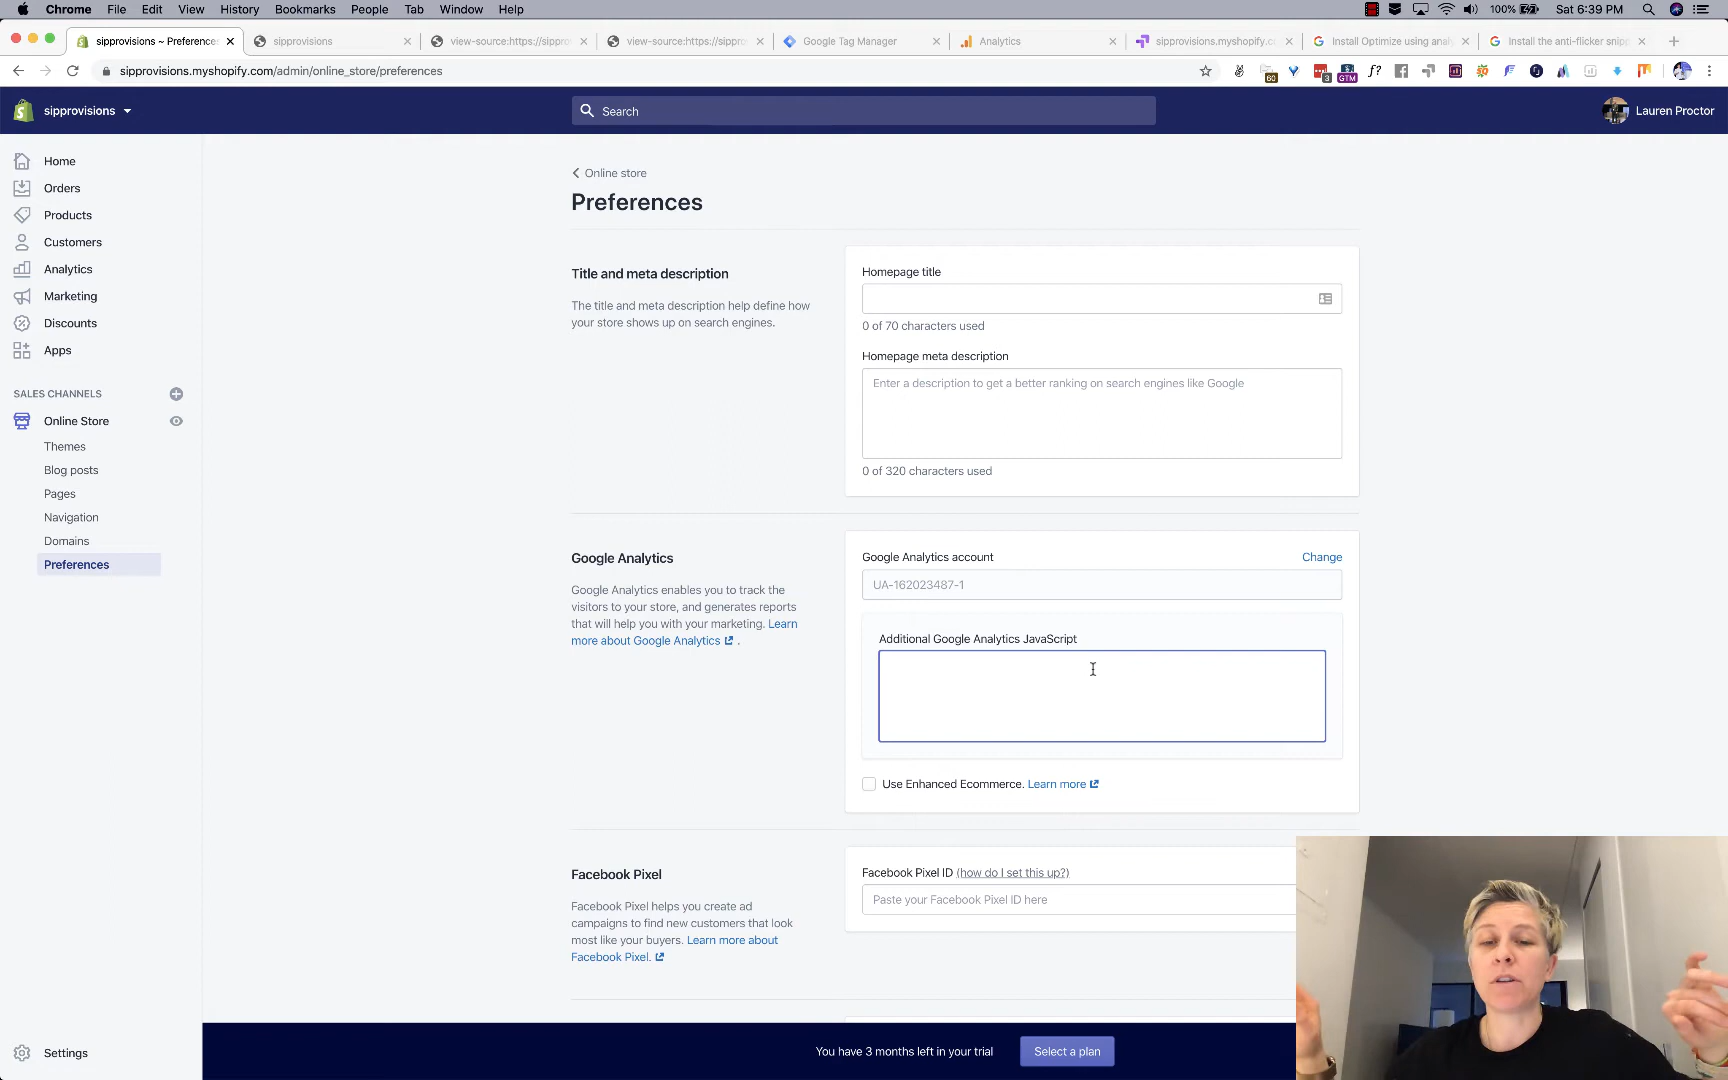 Chrome File Edit View History Bookmarks People Tab Window Help
100% Sat 6:39 PM
sipprovisions ~ Preference
sipprovisions
view-source:https://sippro
view-source:https://sippro
Google Tag Manager
Analytics
sipprovisions.myshopify.c
Install Optimize using anal
Install the anti-flicker snipp
sipprovisions.myshopify.com/admin/online_store/preferences
60
3
GTM
f?
sipprovisions
Search
Lauren Proctor
Home
Orders
Products
Customers
Analytics
Marketing
Discounts
Apps
SALES CHANNELS
Online Store
Themes
Blog posts
Pages
Navigation
Domains
Preferences
Settings
Online store
Preferences
Title and meta description
The title and meta description help define how
your store shows up on search engines.
Homepage title
0 of 70 characters used
Homepage meta description
Enter a description to get a better ranking on search engines like Google
0 of 320 characters used
Google Analytics
Google Analytics enables you to track the
visitors to your store, and generates reports
that will help you with your marketing. Learn
more about Google Analytics .
Google Analytics account
Change
UA-162023487-1
Additional Google Analytics JavaScript
Use Enhanced Ecommerce. Learn more
Facebook Pixel
Facebook Pixel helps you create ad
campaigns to find new customers that look
most like your buyers. Learn more about
Facebook Pixel.
Facebook Pixel ID (how do I set this up?)
Paste your Facebook Pixel ID here
You have 3 months left in your trial
Select a plan